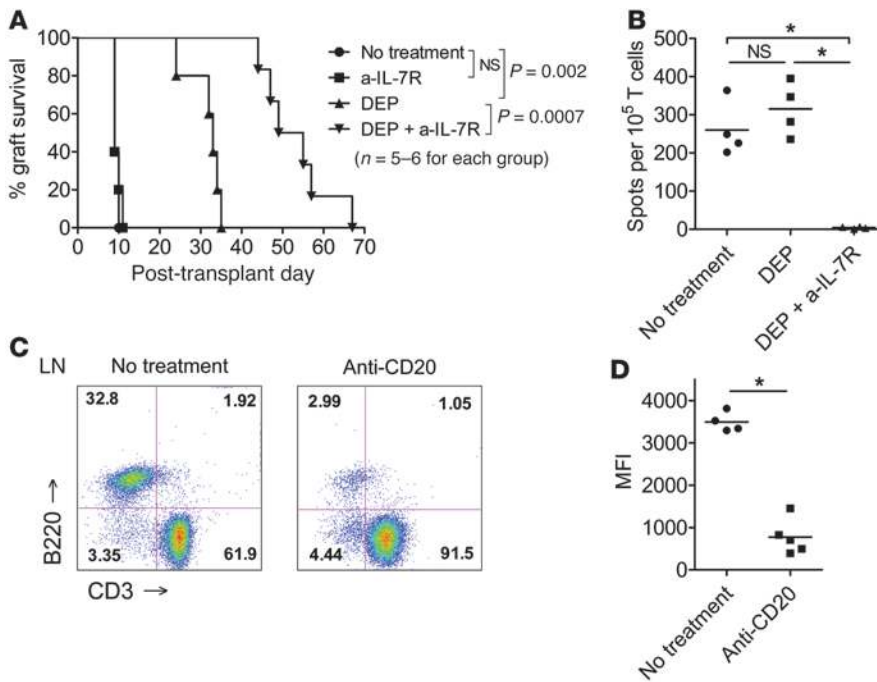 A
% graft survival
100
80
60
40
20
0
0 10 20 30 40 50 60 70
Post-transplant day
No treatment
a-IL-7R
DEP
DEP + a-IL-7R
NS
P = 0.002
P = 0.0007
(n = 5–6 for each group)
B
Spots per 10⁵ T cells
500
400
300
200
100
0
*
NS
*
No treatment
DEP
DEP + a-IL-7R
C
LN
No treatment
Anti-CD20
32.8
1.92
3.35
61.9
2.99
1.05
4.44
91.5
B220
CD3
D
MFI
4000
3000
2000
1000
0
*
No treatment
Anti-CD20